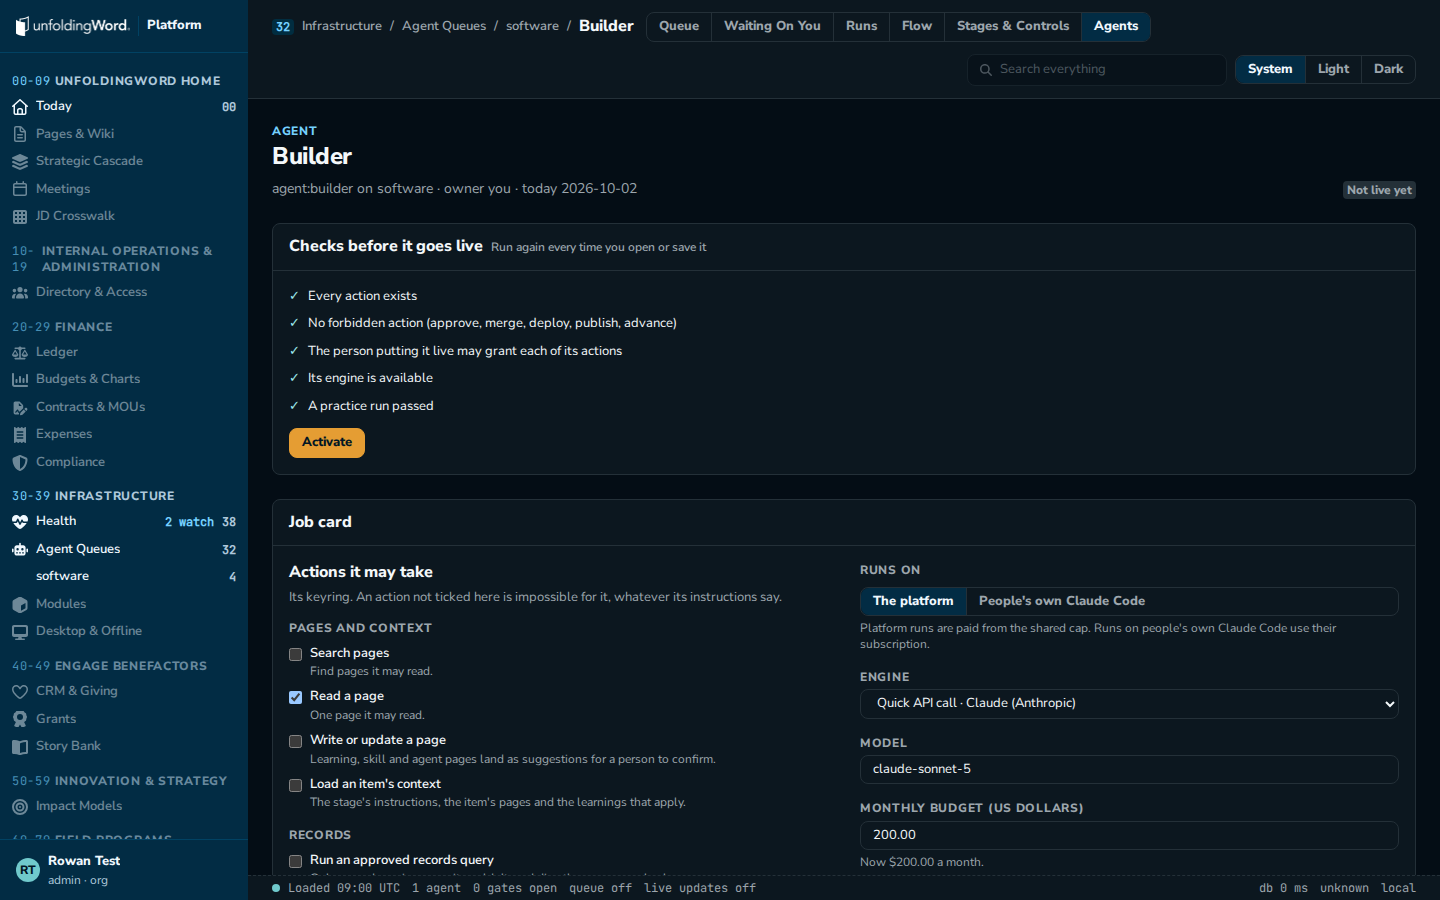 unfoldingWord. Platform
00-09 UNFOLDINGWORD HOME
Today 00
Pages & Wiki
Strategic Cascade
Meetings
JD Crosswalk
10-19 INTERNAL OPERATIONS & ADMINISTRATION
Directory & Access
20-29 FINANCE
Ledger
Budgets & Charts
Contracts & MOUs
Expenses
Compliance
30-39 INFRASTRUCTURE
Health 2 watch 38
Agent Queues 32
software 4
Modules
Desktop & Offline
40-49 ENGAGE BENEFACTORS
CRM & Giving
Grants
Story Bank
50-59 INNOVATION & STRATEGY
Impact Models
RT Rowan Test
admin · org
32 Infrastructure / Agent Queues / software / Builder
Queue Waiting On You Runs Flow Stages & Controls Agents
Search everything
System Light Dark
AGENT
Builder
agent:builder on software · owner you · today 2026-10-02
Not live yet
Checks before it goes live Run again every time you open or save it
✓ Every action exists
✓ No forbidden action (approve, merge, deploy, publish, advance)
✓ The person putting it live may grant each of its actions
✓ Its engine is available
✓ A practice run passed
Activate
Job card
Actions it may take
Its keyring. An action not ticked here is impossible for it, whatever its instructions say.
PAGES AND CONTEXT
Search pages
Find pages it may read.
Read a page
One page it may read.
Write or update a page
Learning, skill and agent pages land as suggestions for a person to confirm.
Load an item's context
The stage's instructions, the item's pages and the learnings that apply.
RECORDS
Run an approved records query
RUNS ON
The platform People's own Claude Code
Platform runs are paid from the shared cap. Runs on people's own Claude Code use their
subscription.
ENGINE
Quick API call · Claude (Anthropic)
MODEL
claude-sonnet-5
MONTHLY BUDGET (US DOLLARS)
200.00
Now $200.00 a month.
Loaded 09:00 UTC 1 agent 0 gates open queue off live updates off
db 0 ms unknown local